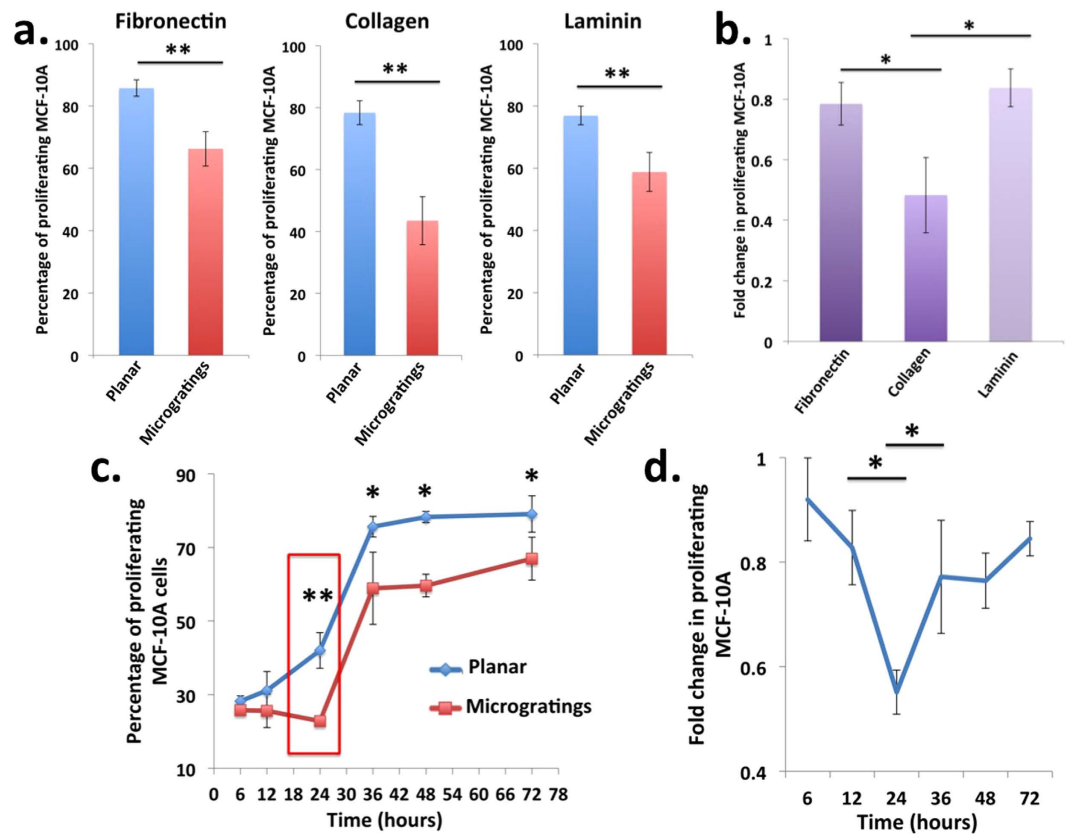 a.
Fibronectin
Percentage of proliferating MCF-10A
100
80
60
40
20
0
**
Planar
Microgratings
Collagen
Percentage of proliferating MCF-10A
100
80
60
40
20
0
**
Planar
Microgratings
Laminin
Percentage of proliferating MCF-10A
100
80
60
40
20
0
**
Planar
Microgratings
b.
Fold change in proliferating MCF-10A
1
0.8
0.6
0.4
0.2
0
*
*
Fibronectin
Collagen
Laminin
c.
Percentage of proliferating
MCF-10A cells
90
70
50
30
10
**
*
*
*
Planar
Microgratings
0 6 12 18 24 30 36 42 48 54 60 66 72 78
Time (hours)
d.
Fold change in proliferating
MCF-10A
1
0.8
0.6
0.4
*
*
6 12 24 36 48 72
Time (hours)